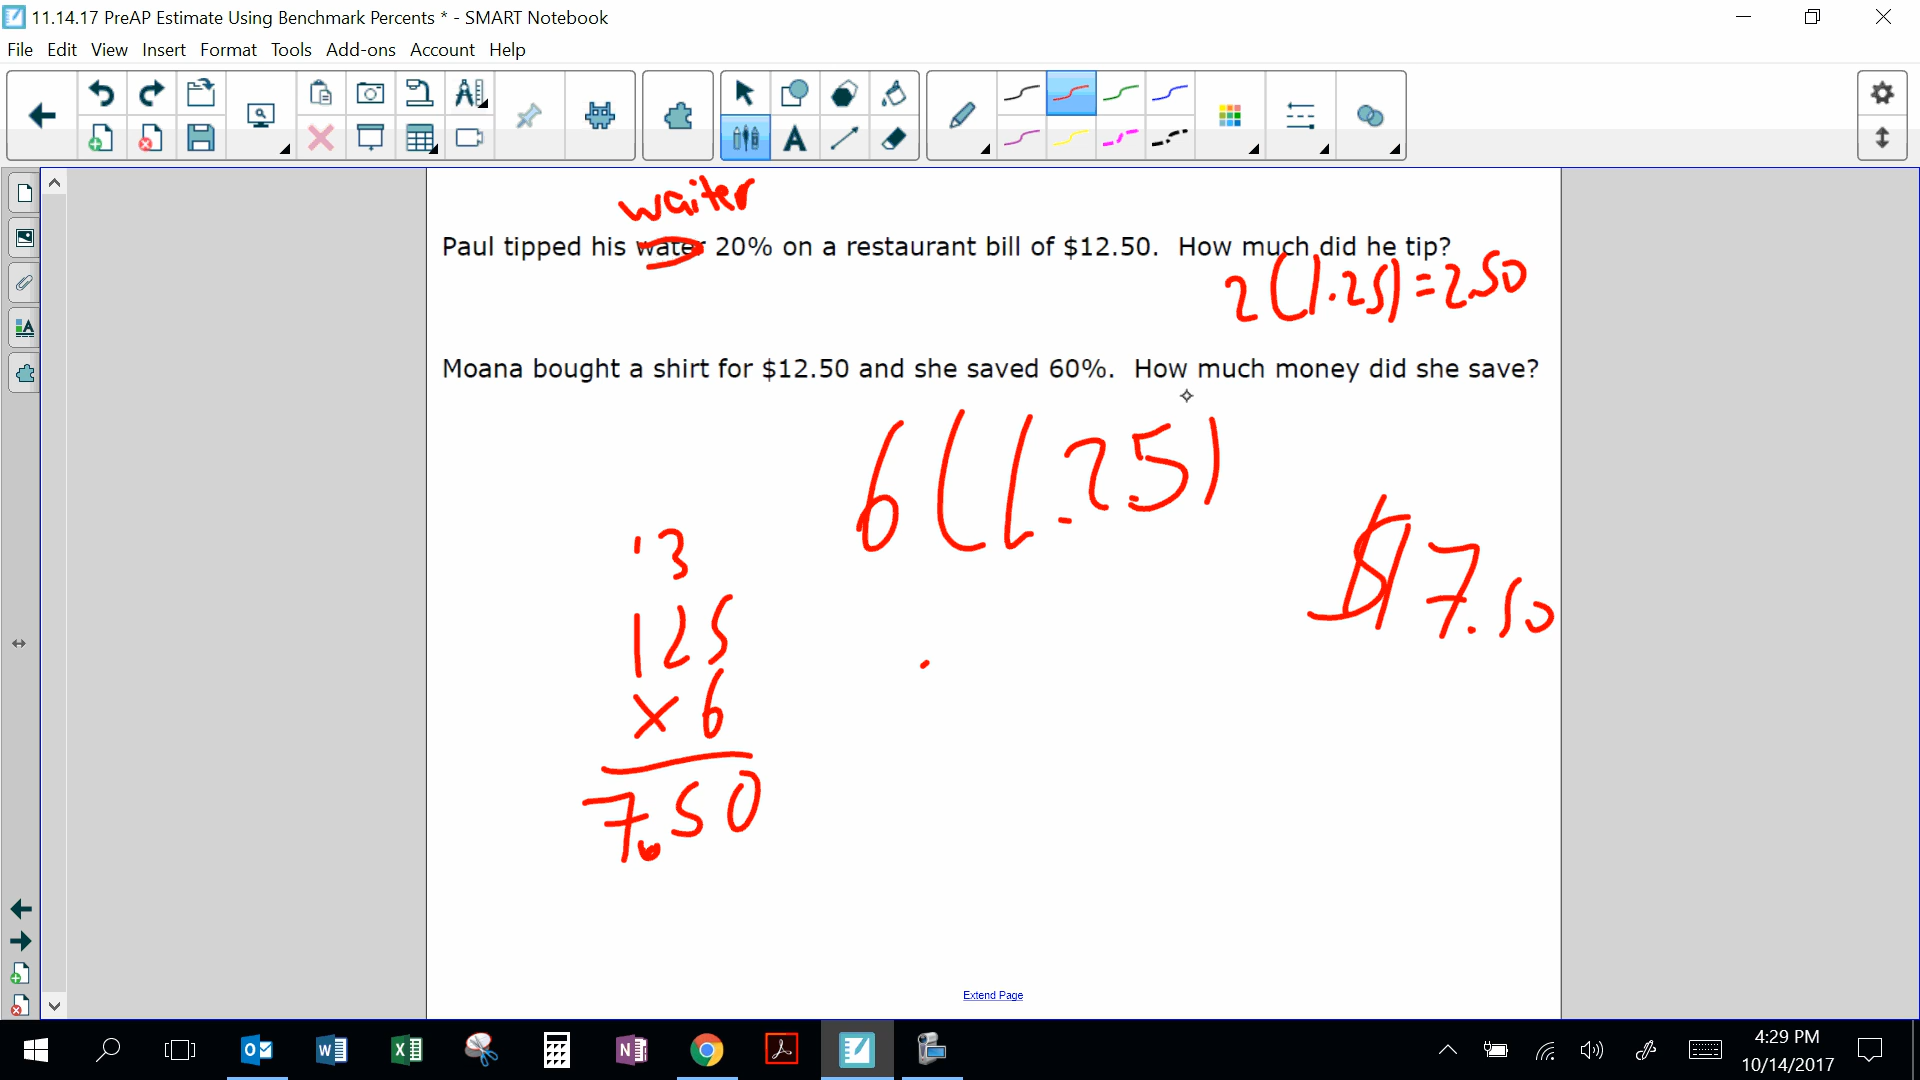 11.14.17 PreAP Estimate Using Benchmark Percents * - SMART Notebook
File Edit View Insert Format Tools Add-ons Account Help
waiter
Paul tipped his water 20% on a restaurant bill of $12.50. How much did he tip?
2(1.25)=2.50
Moana bought a shirt for $12.50 and she saved 60%. How much money did she save?
6(1.25)
$7.50
13
125
x6
7.50
Extend Page
4:29 PM
10/14/2017